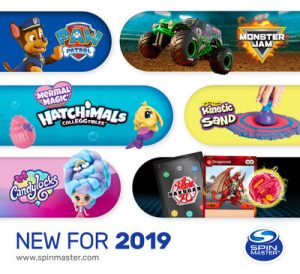 PAW
PATROL
MONSTER
JAM
MERMAL
MAGIC
HATCHIMALS
COLLEGGTIBLES
Kinetic
SAND
Candylocks
BAKUGAN
Dragonoid
NEW FOR 2019
www.spinmaster.com
SPIN
MASTER